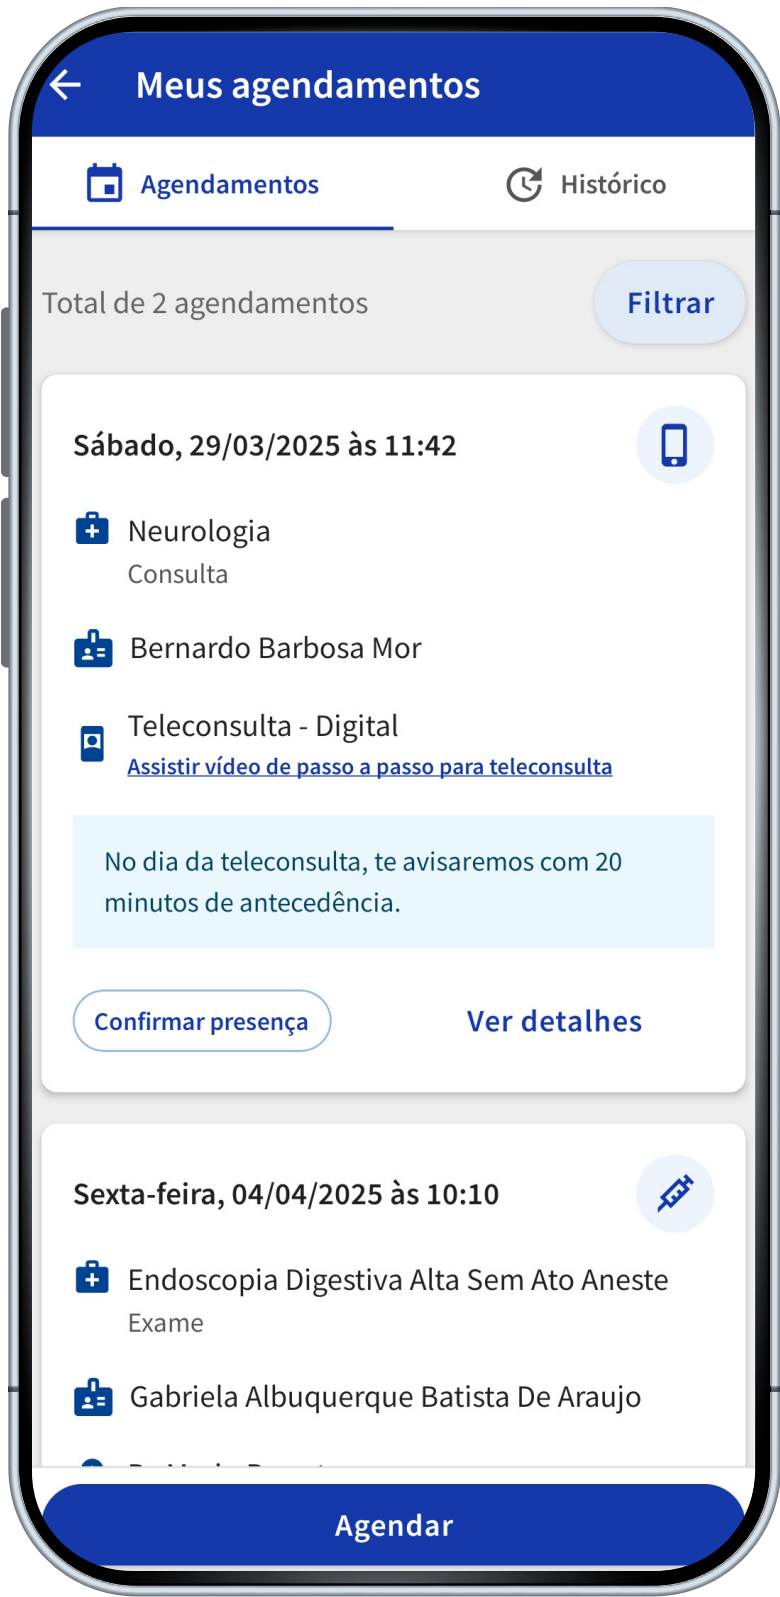 Meus agendamentos
Agendamentos
Histórico
Total de 2 agendamentos
Filtrar
Sábado, 29/03/2025 às 11:42
Neurologia
Consulta
Bernardo Barbosa Mor
Teleconsulta - Digital
Assistir vídeo de passo a passo para teleconsulta
No dia da teleconsulta, te avisaremos com 20
minutos de antecedência.
Confirmar presença
Ver detalhes
Sexta-feira, 04/04/2025 às 10:10
Endoscopia Digestiva Alta Sem Ato Aneste
Exame
Gabriela Albuquerque Batista De Araujo
Agendar